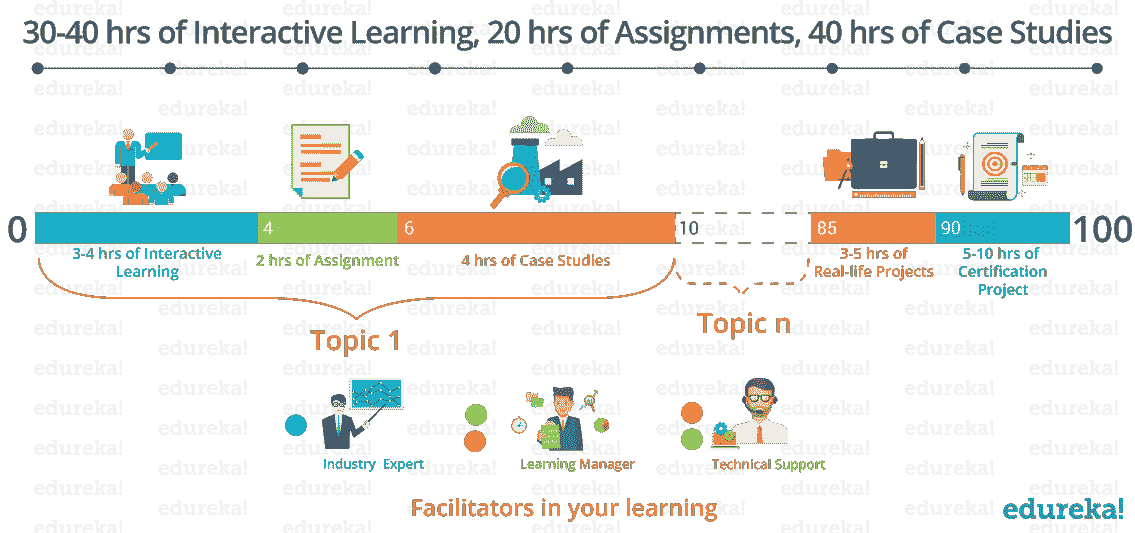 30-40 hrs of Interactive Learning, 20 hrs of Assignments, 40 hrs of Case Studies
0
4
6
10
85
90
100
3-4 hrs of Interactive
Learning
2 hrs of Assignment
4 hrs of Case Studies
3-5 hrs of
Real-life Projects
5-10 hrs of
Certification
Project
Topic 1
Topic n
Industry Expert
Learning Manager
Technical Support
Facilitators in your learning
edureka!